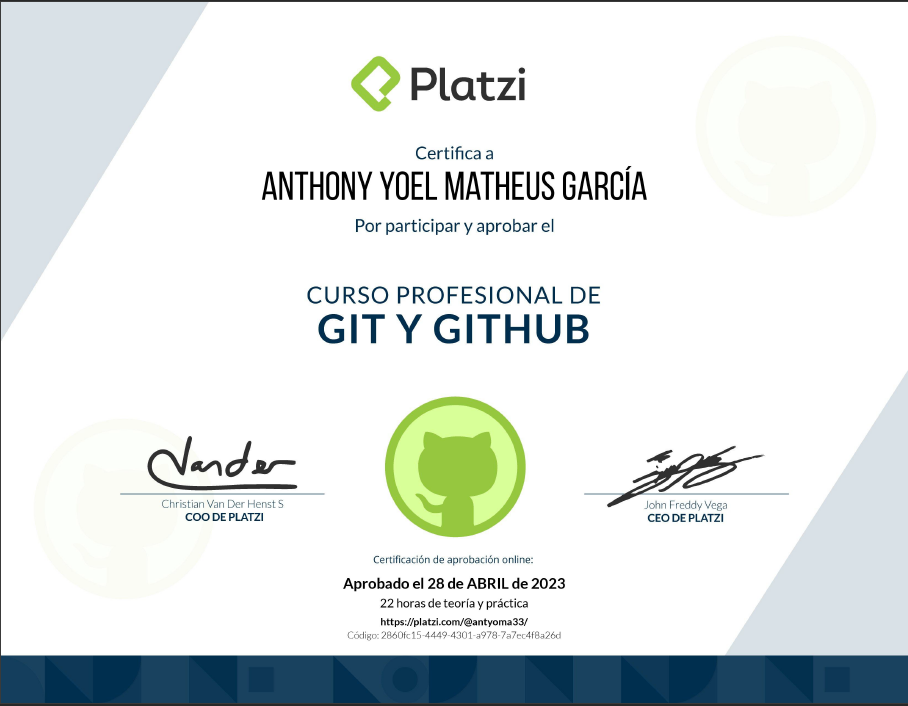 Platzi
Certifica a
ANTHONY YOEL MATHEUS GARCÍA
Por participar y aprobar el
CURSO PROFESIONAL DE
GIT Y GITHUB
Vander
Christian Van Der Henst S
COO DE PLATZI
John Freddy Vega
CEO DE PLATZI
Certificación de aprobación online:
Aprobado el 28 de ABRIL de 2023
22 horas de teoría y práctica
https://platzi.com/@antyoma33/
Código: 2860fc15-4449-4301-a978-7a7ec4f8a26d